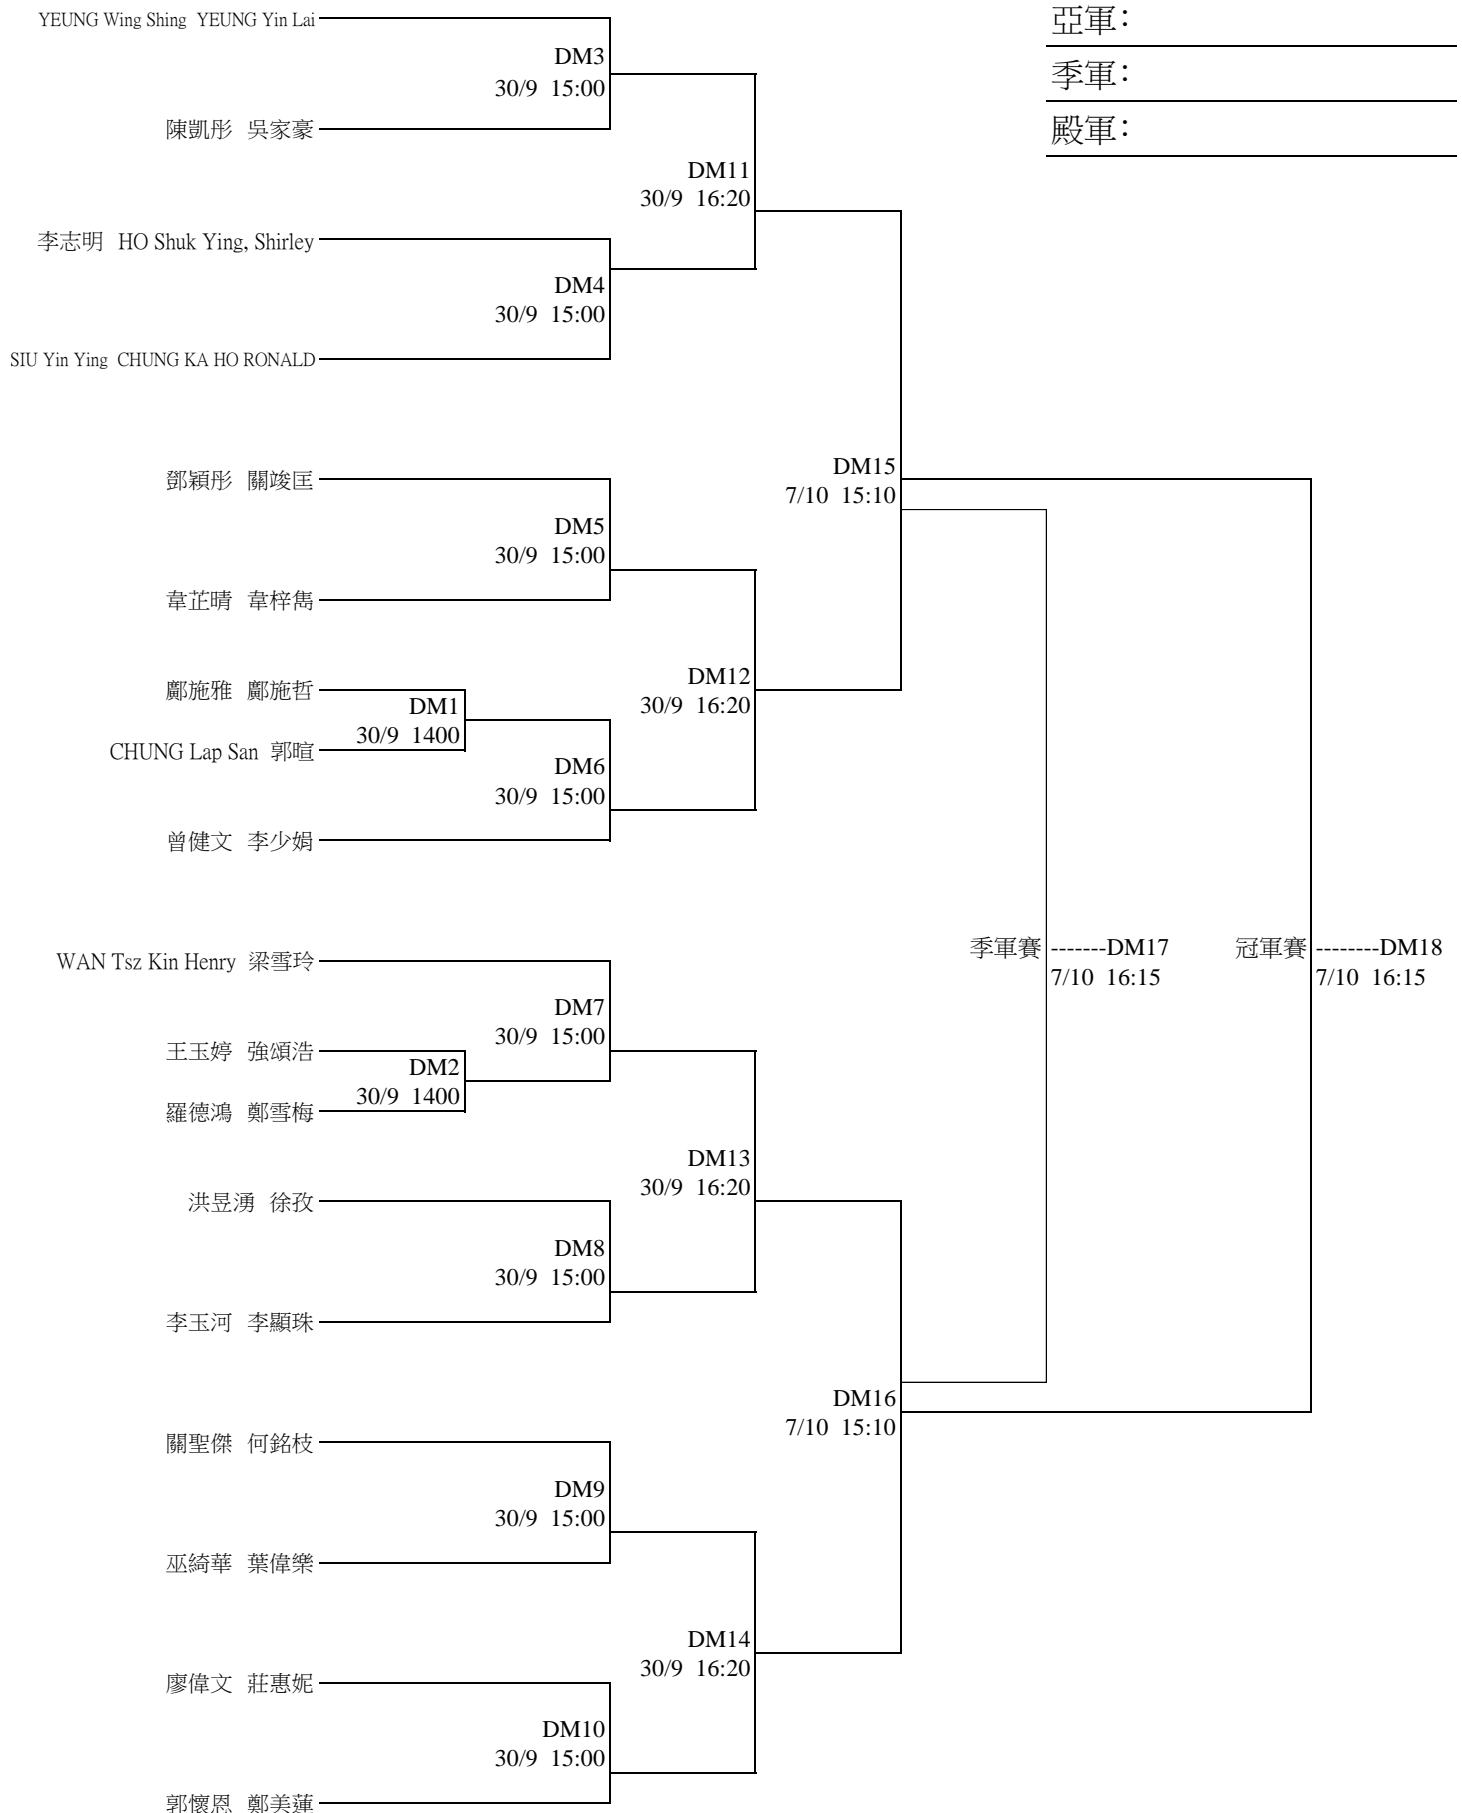 亞軍：
YEUNG Wing Shing YEUNG Yin Lai
DM3
季軍：
30/9 15:00
陳凱彤 吳家豪
殿軍：
DM11
30/9 16:20
李志明 HO Shuk Ying, Shirley
DM4
30/9 15:00
SIU Yin Ying CHUNG KA HO RONALD
鄧穎彤 關竣匡
DM15
7/10 15:10
DM5
30/9 15:00
韋芷晴 韋梓雋
DM12
30/9 16:20
鄺施雅 鄺施哲
DM1
30/9 1400
CHUNG Lap San 郭暄
DM6
30/9 15:00
曾健文 李少娟
季軍賽 -------DM17
7/10 16:15
冠軍賽 --------DM18
7/10 16:15
WAN Tsz Kin Henry 梁雪玲
DM7
30/9 15:00
王玉婷 強頌浩
DM2
30/9 1400
羅德鴻 鄭雪梅
DM13
30/9 16:20
洪昱湧 徐孜
DM8
30/9 15:00
李玉河 李顯珠
DM16
7/10 15:10
關聖傑 何銘枝
DM9
30/9 15:00
巫綺華 葉偉樂
DM14
30/9 16:20
廖偉文 莊惠妮
DM10
30/9 15:00
郭懷恩 鄭美蓮